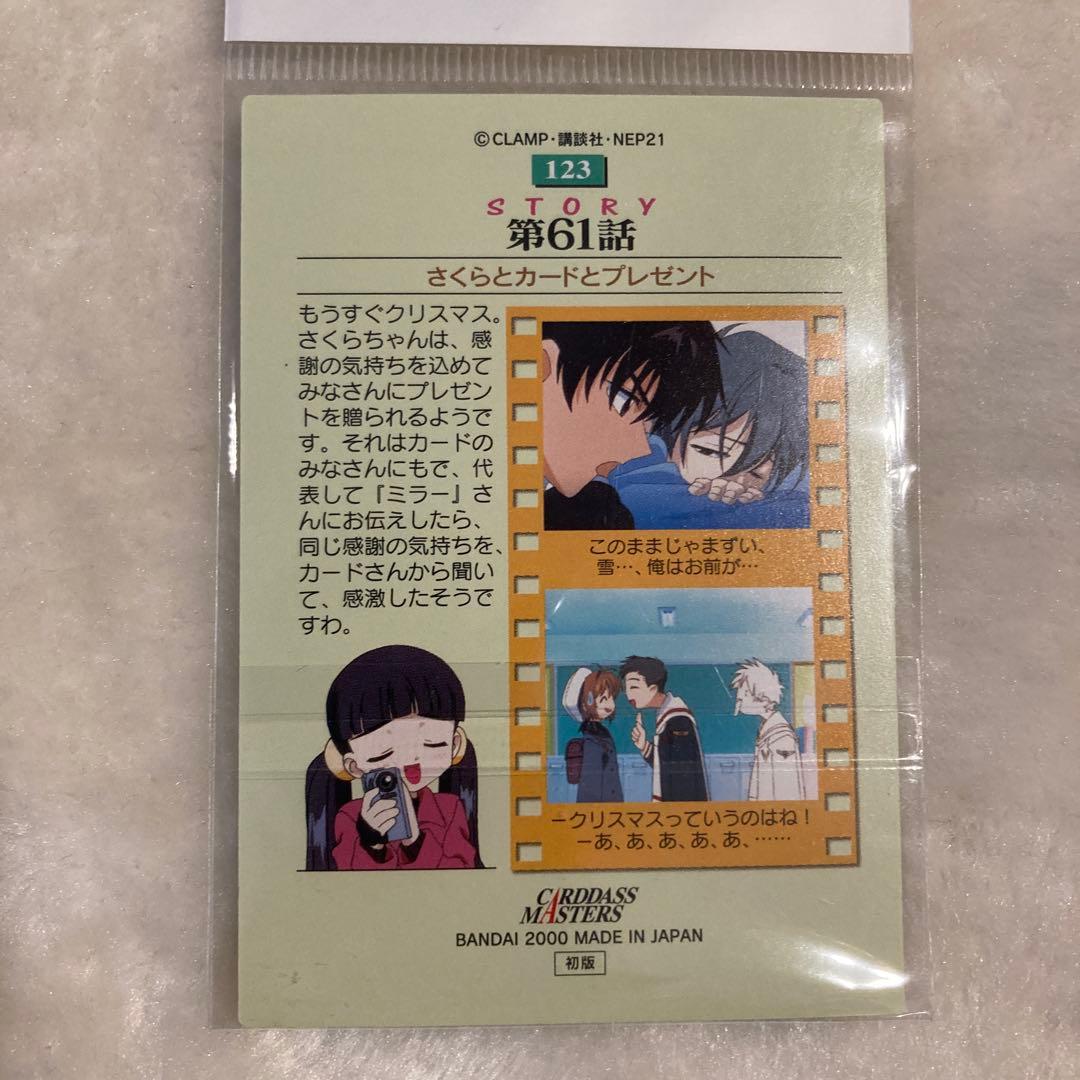 ©CLAMP・講談社・NEP21
123
STORY
第61話
さくらとカードとプレゼント
もうすぐクリスマス。
さくらちゃんは、感
謝の気持ちを込めて
みなさんにプレゼン
トを贈られるようで
す。それはカードの
みなさんにもで、代
表して『ミラー』さ
んにお伝えしたら、
同じ感謝の気持ちを、
カードさんから聞い
て、感激したそうで
すわ。
このままじゃまずい、
雪…、俺はお前が…
ークリスマスっていうのはね！
ーあ、あ、あ、あ、あ、……
CARDDASS
MASTERS
BANDAI 2000 MADE IN JAPAN
初版